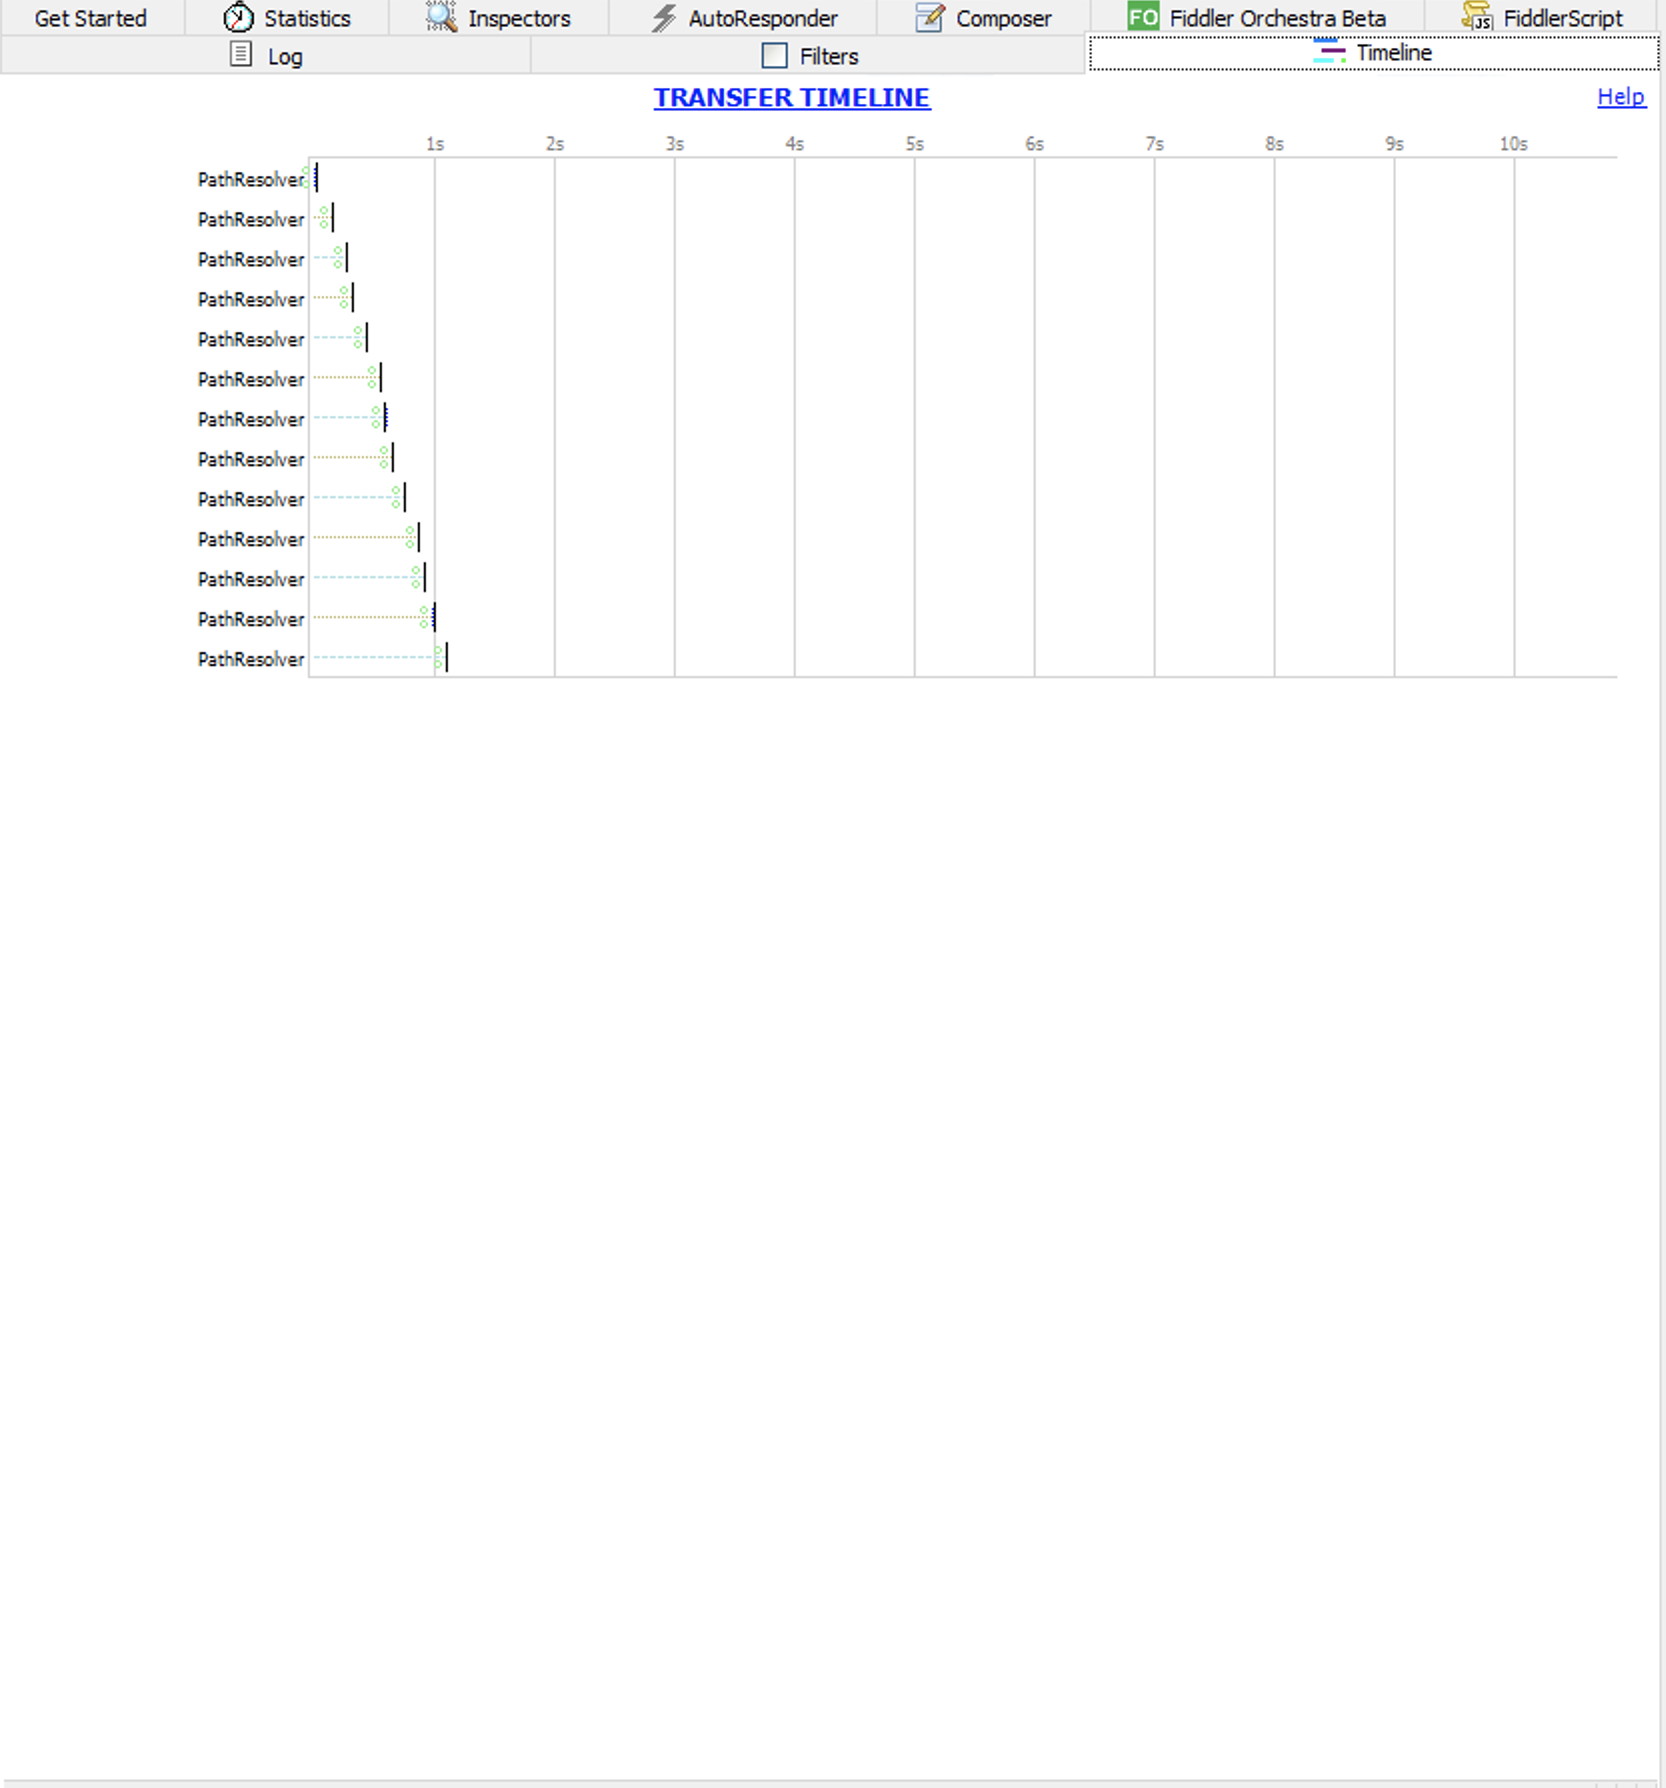 Get Started Statistics Inspectors AutoResponder Composer FO Fiddler Orchestra Beta JS FiddlerScript
Log Filters Timeline
TRANSFER TIMELINE Help
1s 2s 3s 4s 5s 6s 7s 8s 9s 10s
PathResolver
PathResolver
PathResolver
PathResolver
PathResolver
PathResolver
PathResolver
PathResolver
PathResolver
PathResolver
PathResolver
PathResolver
PathResolver